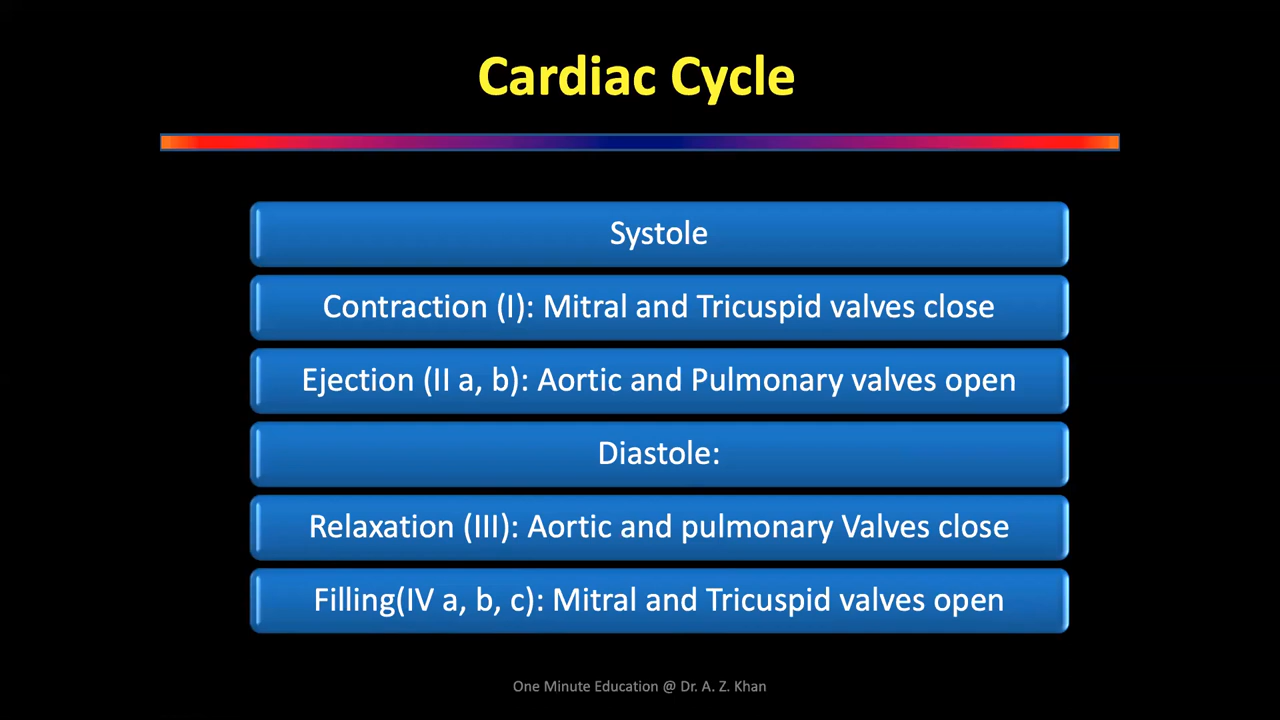 Cardiac Cycle
Systole
Contraction (I): Mitral and Tricuspid valves close
Ejection (II a, b): Aortic and Pulmonary valves open
Diastole:
Relaxation (III): Aortic and pulmonary Valves close
Filling(IV a, b, c): Mitral and Tricuspid valves open
One Minute Education @ Dr. A. Z. Khan